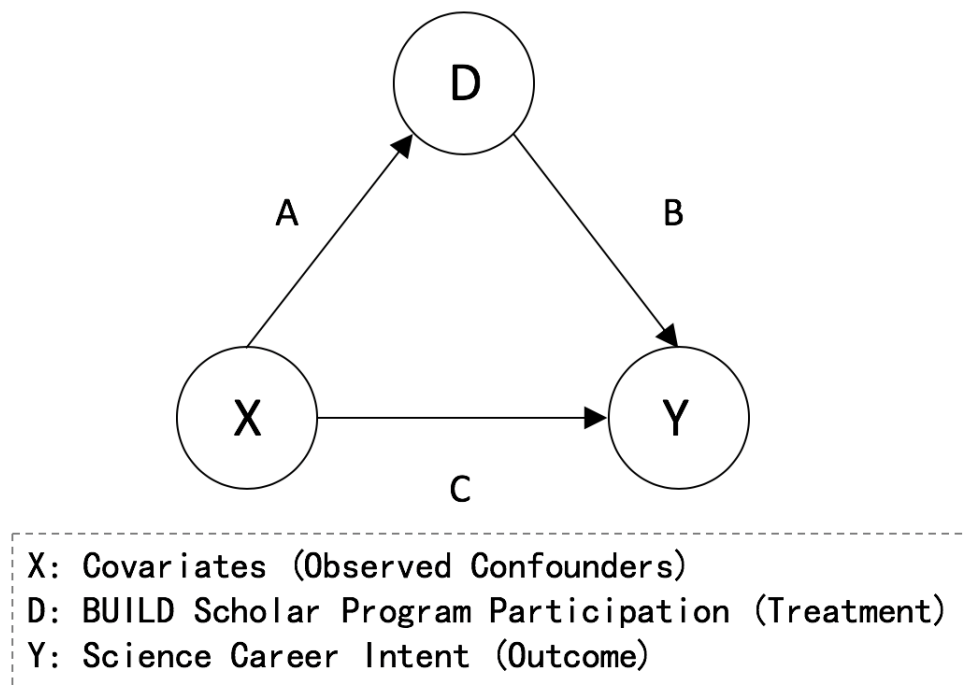 D
A
B
X
Y
C
X: Covariates (Observed Confounders)
D: BUILD Scholar Program Participation (Treatment)
Y: Science Career Intent (Outcome)